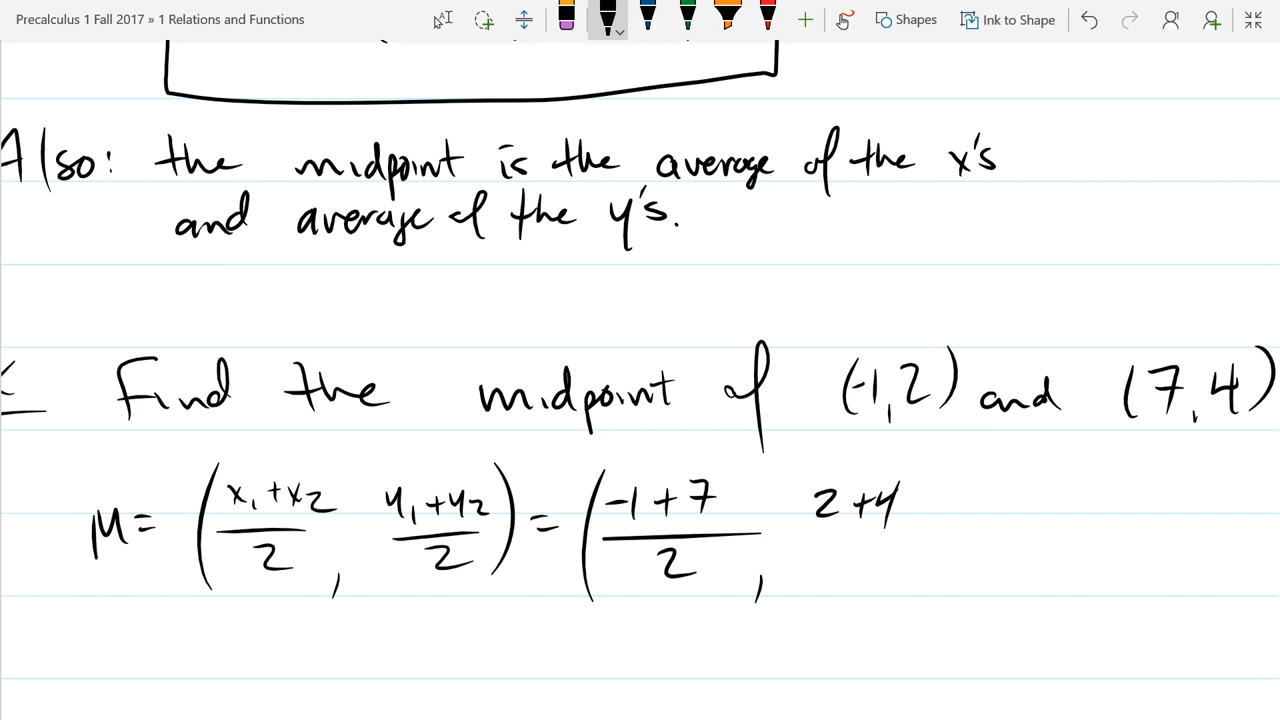 Precalculus 1 Fall 2017 » 1 Relations and Functions
Shapes
Ink to Shape
Also: the midpoint is the average of the x's
and average of the y's.
Find the midpoint of (-1,2) and (7,4)
M = (x₁+x₂/2, y₁+y₂/2) = (-1+7/2, 2+4